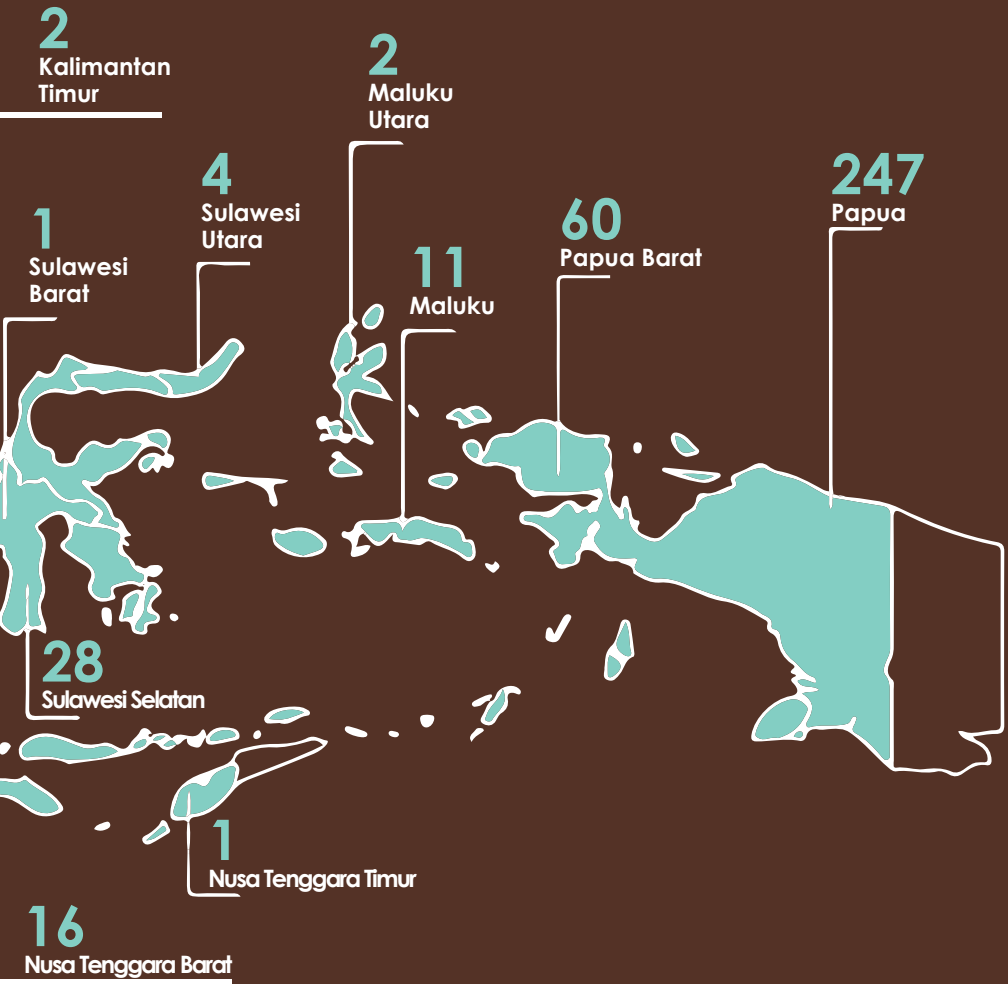 2
Kalimantan
Timur
2
Maluku
Utara
4
Sulawesi
Utara
247
Papua
1
Sulawesi
Barat
60
Papua Barat
11
Maluku
28
Sulawesi Selatan
1
Nusa Tenggara Timur
16
Nusa Tenggara Barat